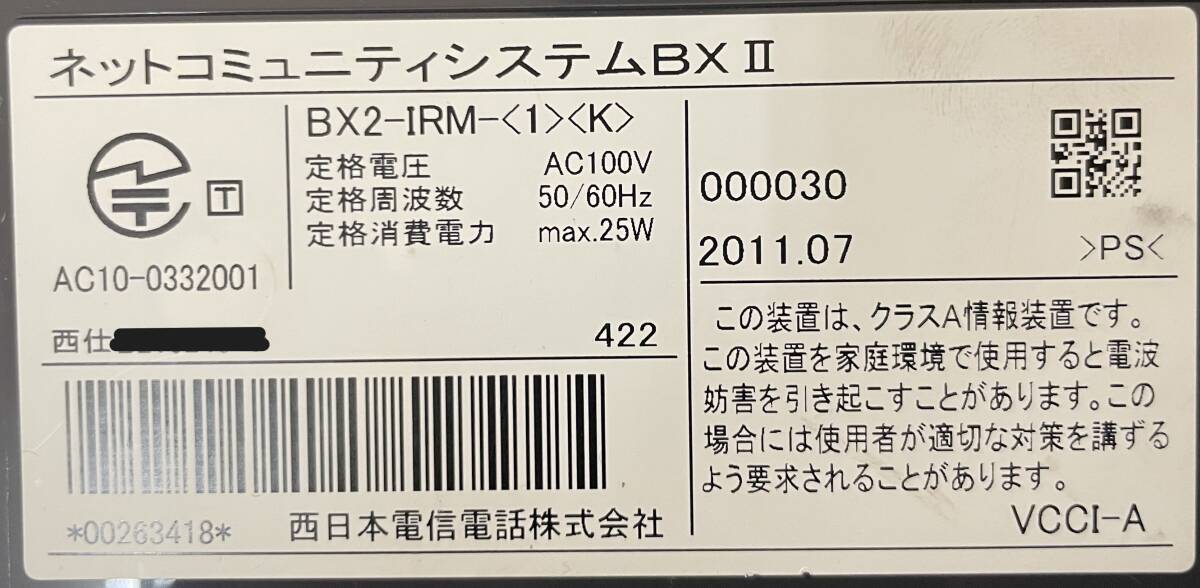 ネットコミュニティシステムBXⅡ
BX2-IRM-<1><K>
定格電圧 AC100V
定格周波数 50/60Hz
定格消費電力 max.25W
T
AC10-0332001
西仕
422
*00263418*
西日本電信電話株式会社
000030
2011.07
>PS<
この装置は、クラスA情報装置です。
この装置を家庭環境で使用すると電波
妨害を引き起こすことがあります。この
場合には使用者が適切な対策を講ずる
よう要求されることがあります。
VCCI-A